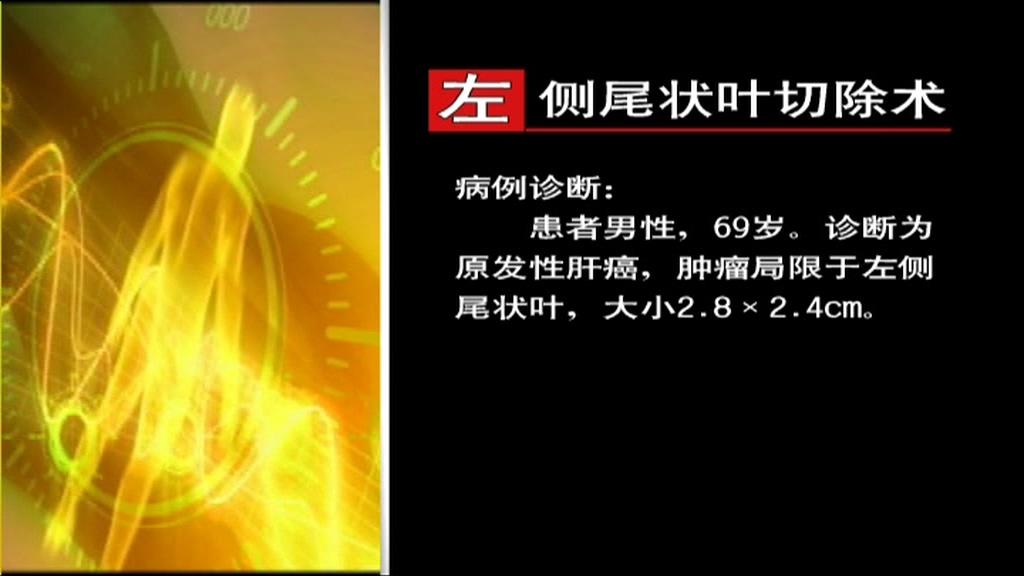 000
左侧尾状叶切除术
病例诊断:
患者男性，69岁。诊断为
原发性肝癌，肿瘤局限于左侧
尾状叶，大小2.8×2.4cm。